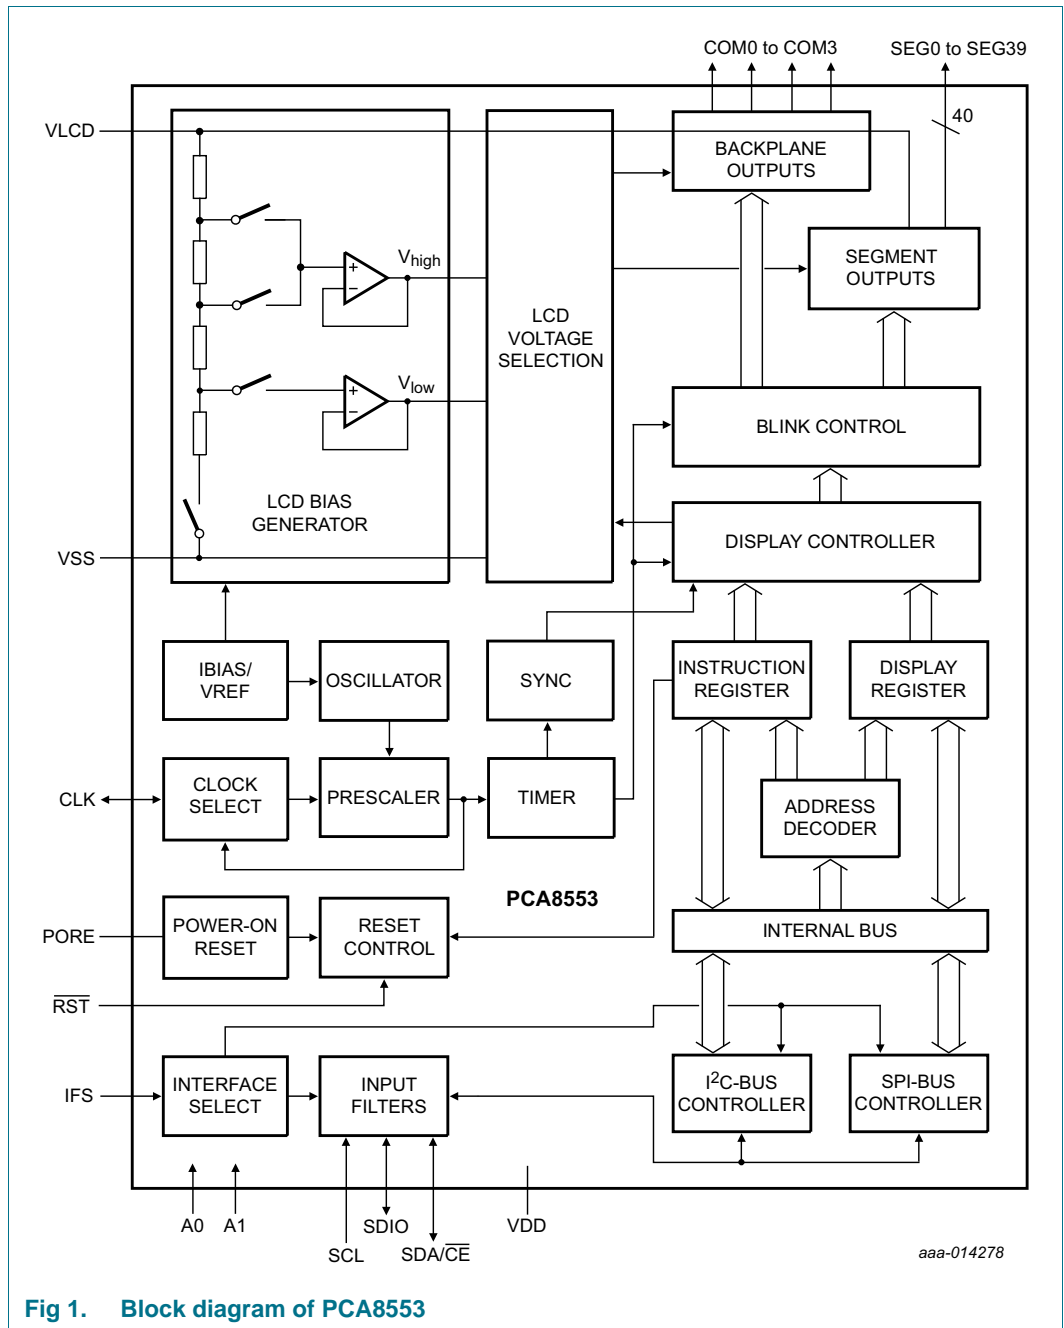 COM0 to COM3
SEG0 to SEG39
VLCD
40
BACKPLANE
OUTPUTS
Vhigh
SEGMENT
OUTPUTS
LCD
VOLTAGE
SELECTION
Vlow
BLINK CONTROL
LCD BIAS
GENERATOR
DISPLAY CONTROLLER
VSS
IBIAS/
VREF
OSCILLATOR
SYNC
INSTRUCTION
REGISTER
DISPLAY
REGISTER
CLK
CLOCK
SELECT
PRESCALER
TIMER
ADDRESS
DECODER
PCA8553
PORE
POWER-ON
RESET
RESET
CONTROL
INTERNAL BUS
RST
IFS
INTERFACE
SELECT
INPUT
FILTERS
I2C-BUS
CONTROLLER
SPI-BUS
CONTROLLER
A0
A1
SCL
SDIO
SDA/CE
VDD
aaa-014278
Fig 1. Block diagram of PCA8553